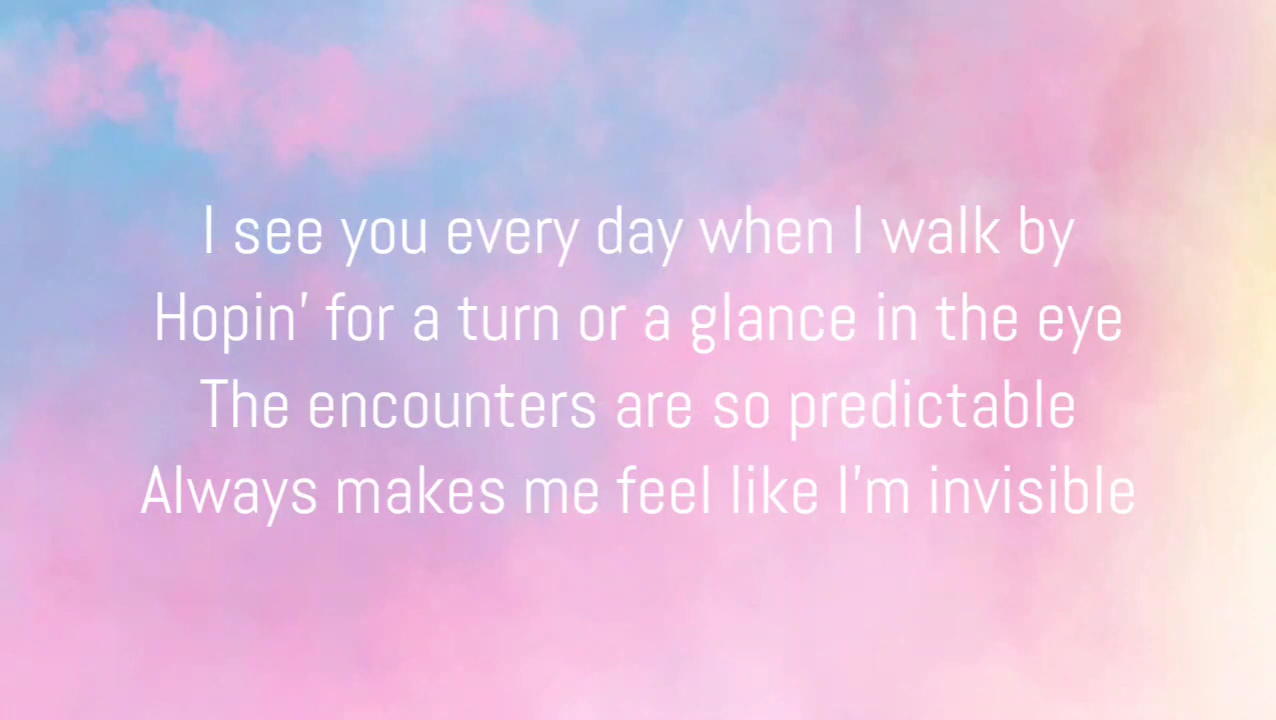 I see you every day when I walk by
Hopin' for a turn or a glance in the eye
The encounters are so predictable
Always makes me feel like I'm invisible